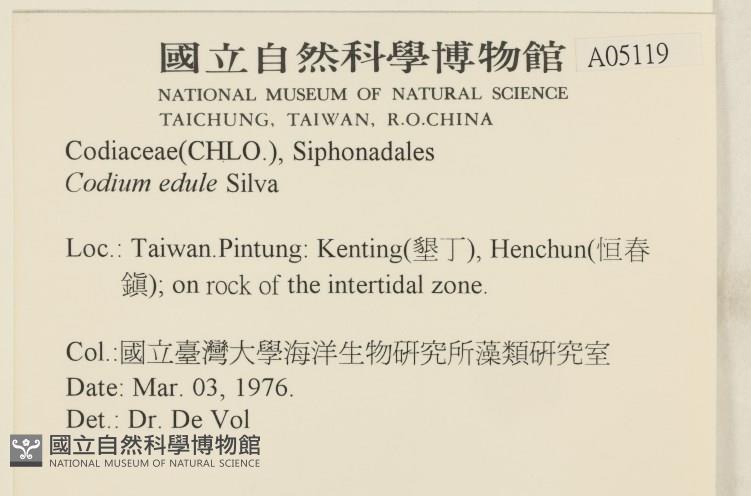 國立自然科學博物館 A05119
NATIONAL MUSEUM OF NATURAL SCIENCE
TAICHUNG, TAIWAN, R.O.CHINA
Codiaceae(CHLO.), Siphonadales
Codium edule Silva
Loc.: Taiwan.Pintung: Kenting(墾丁), Henchun(恒春
鎭); on rock of the intertidal zone.
Col.:國立臺灣大學海洋生物研究所藻類研究室
Date: Mar. 03, 1976.
Det.: Dr. De Vol
國立自然科學博物館
NATIONAL MUSEUM OF NATURAL SCIENCE